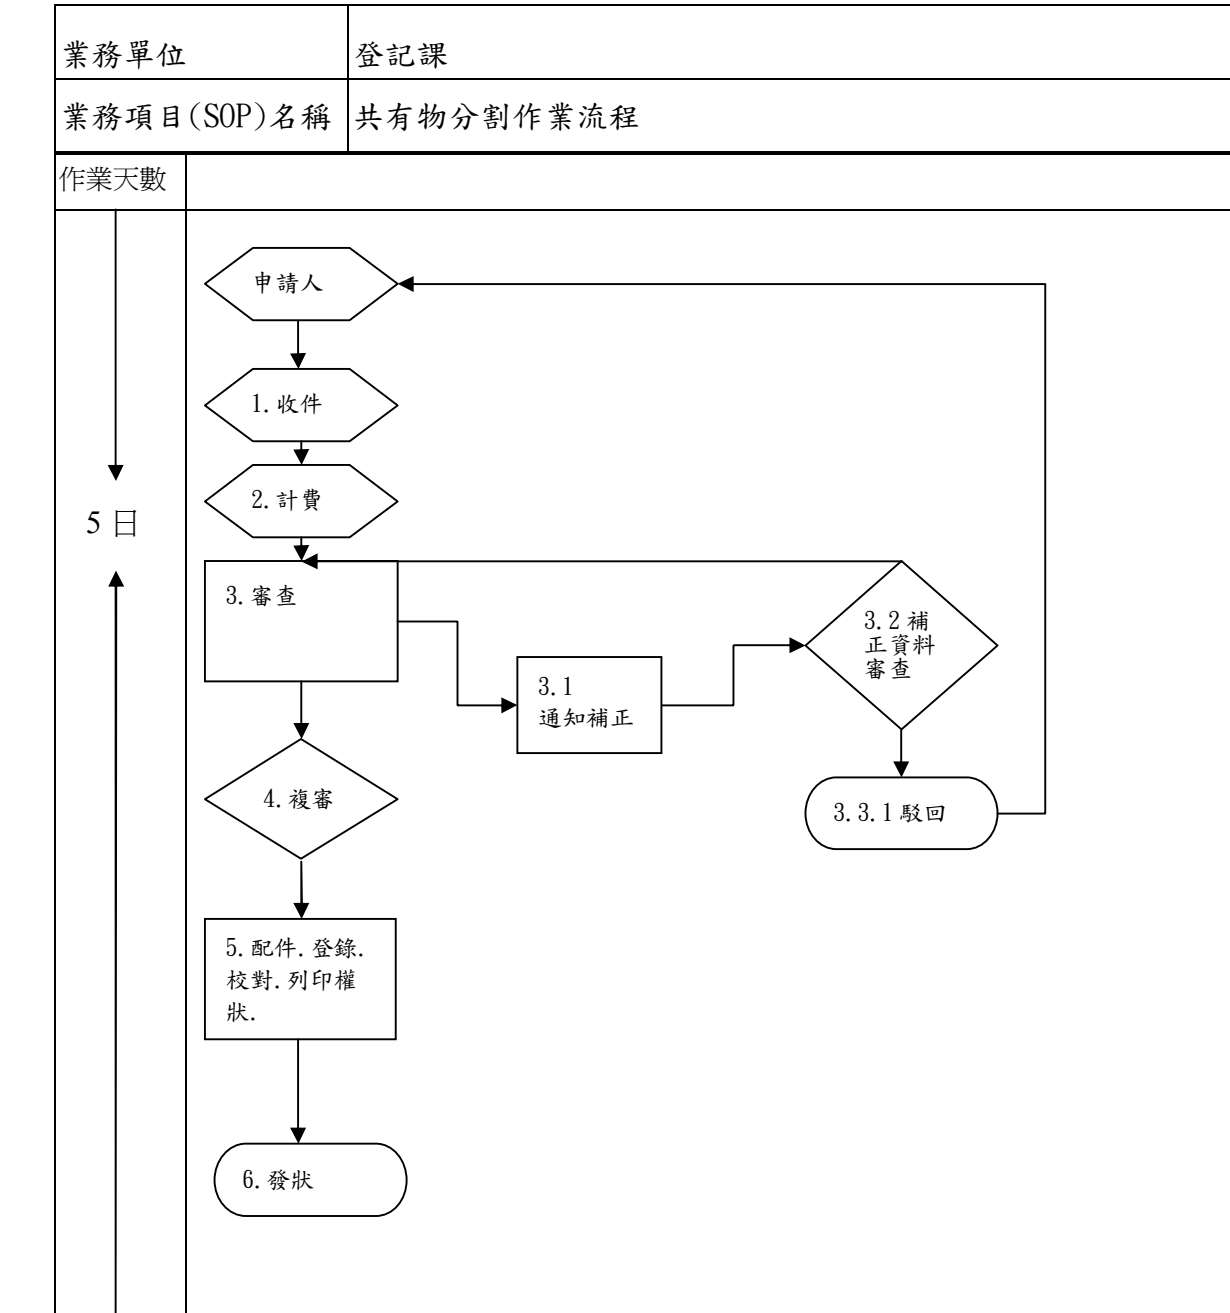 業務單位
登記課
業務項目(SOP)名稱
共有物分割作業流程
作業天數
申請人
1.收件
2.計費
5日
3.審查
3.2補
正資料
審查
3.1
通知補正
4.複審
3.3.1駁回
5.配件.登錄.
校對.列印權
狀.
6.發狀